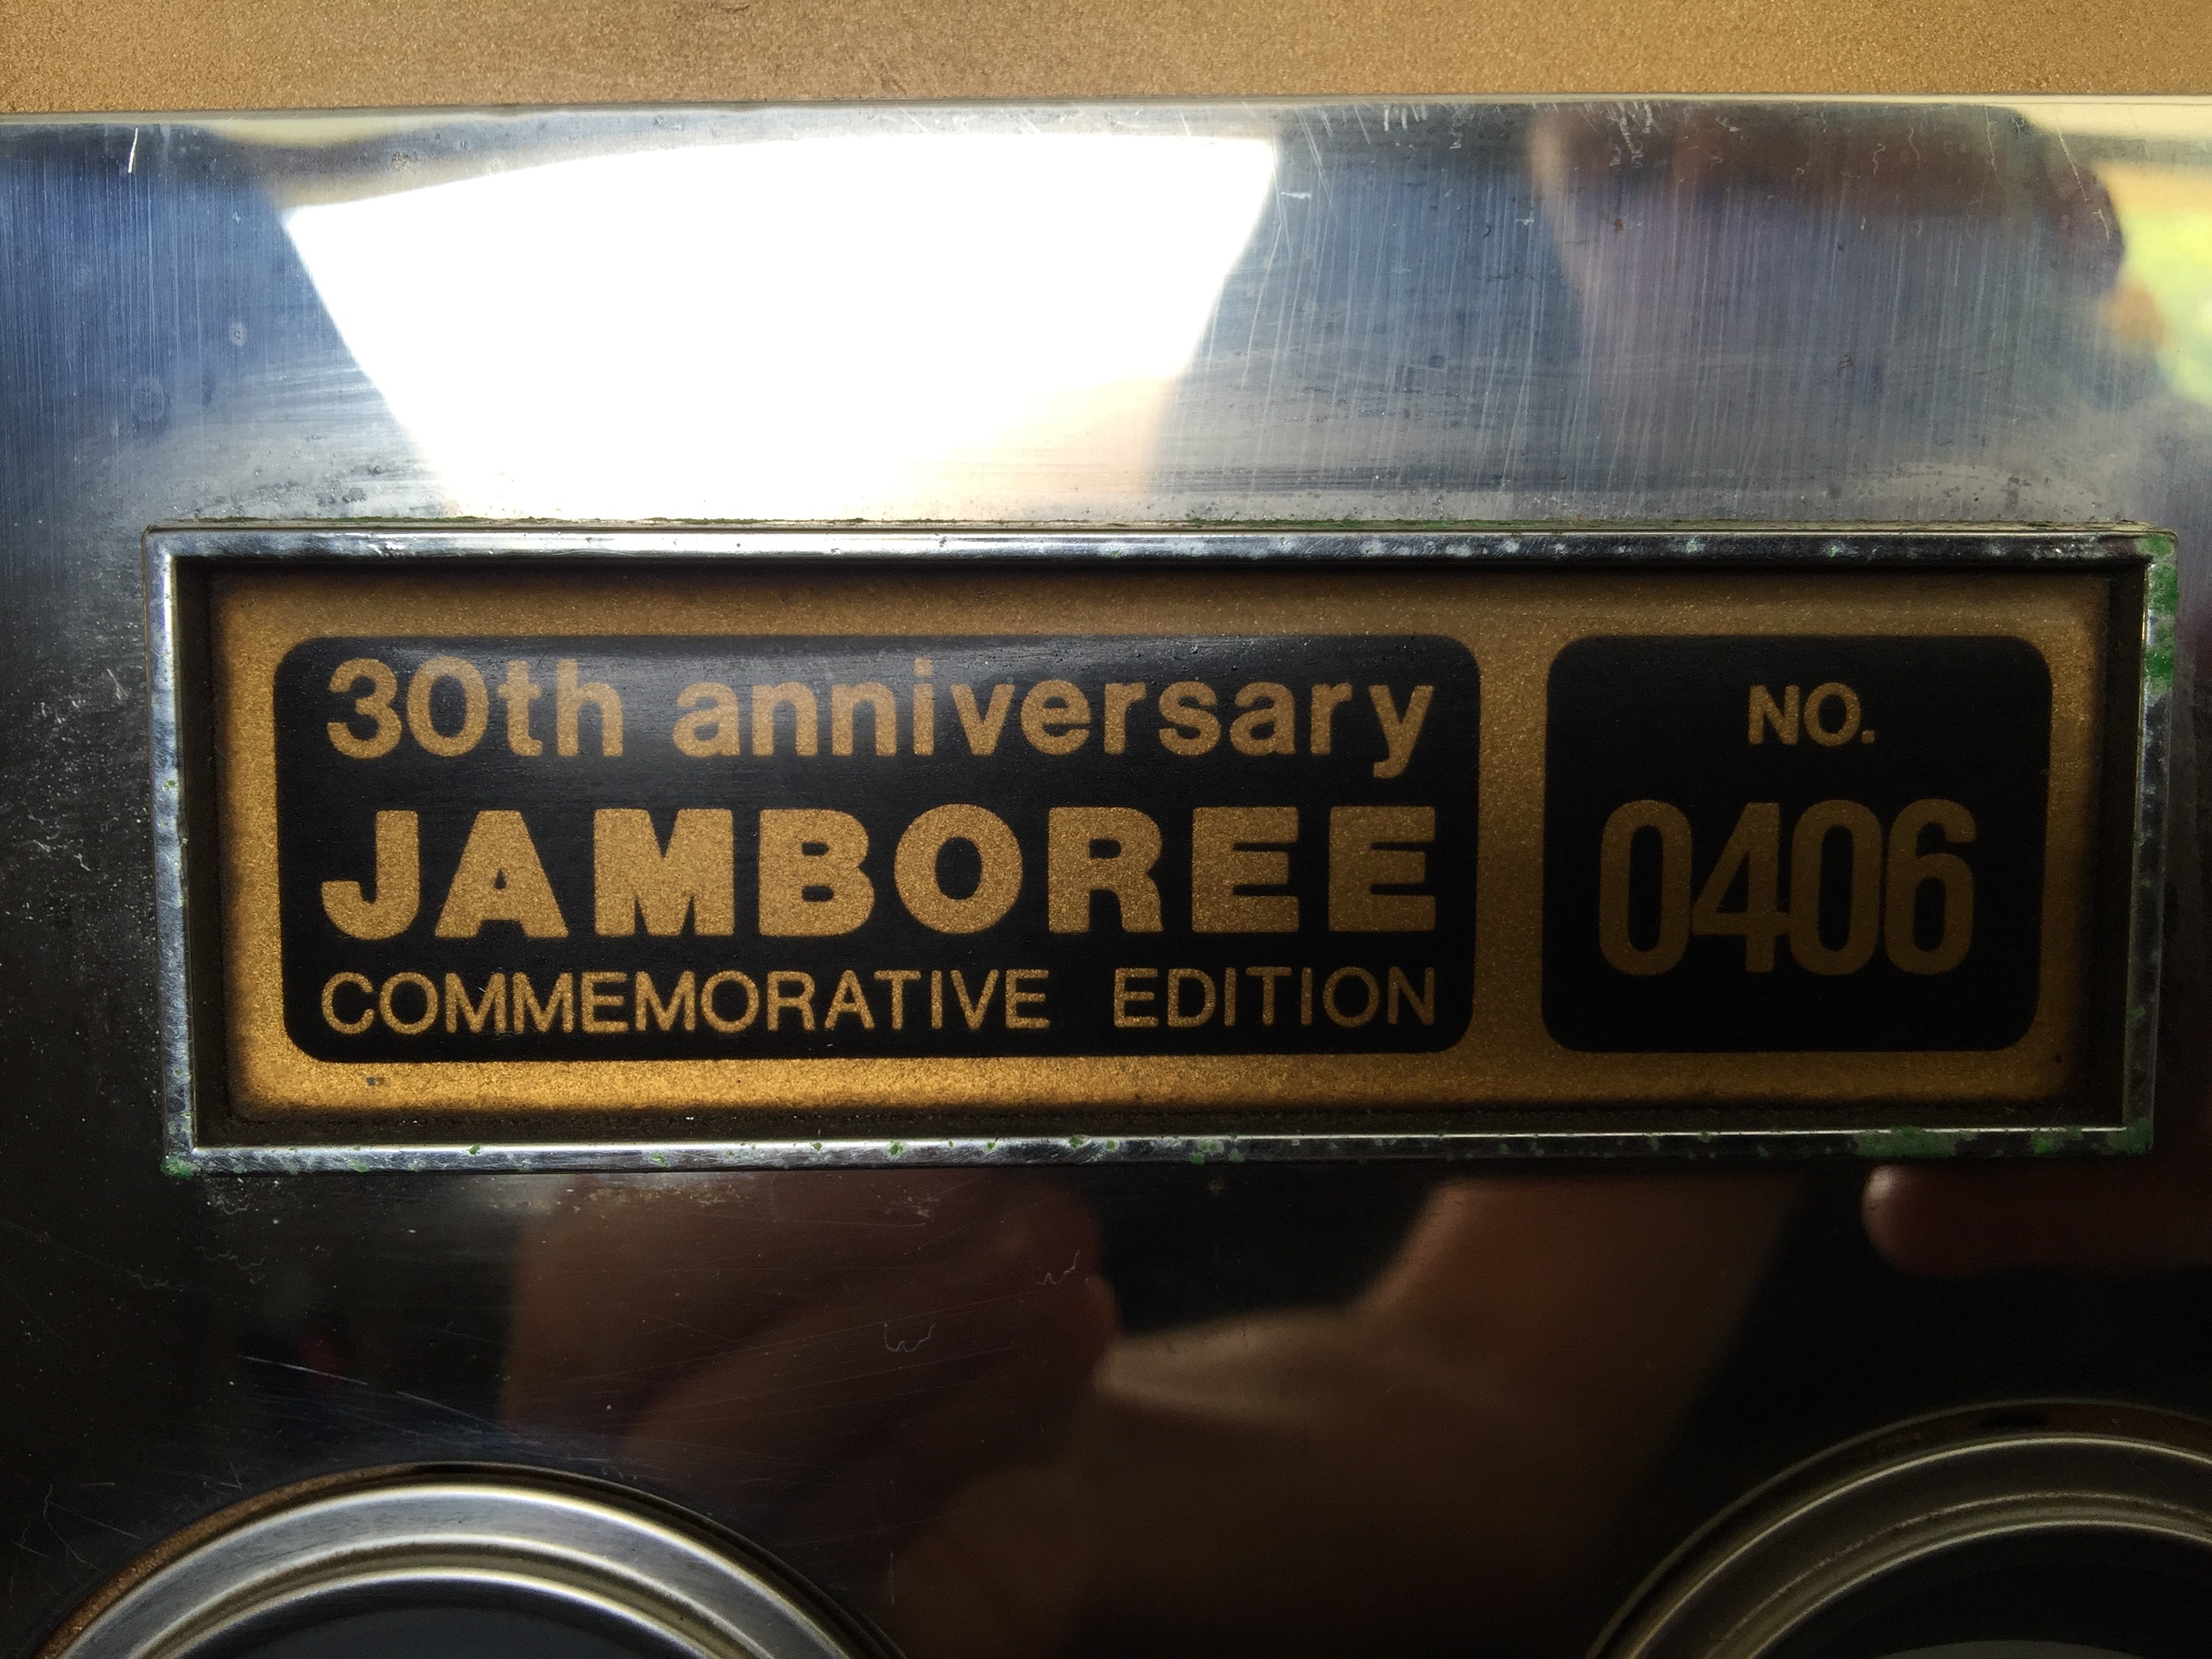 30th anniversary
JAMBOREE
COMMEMORATIVE EDITION
NO.
0406